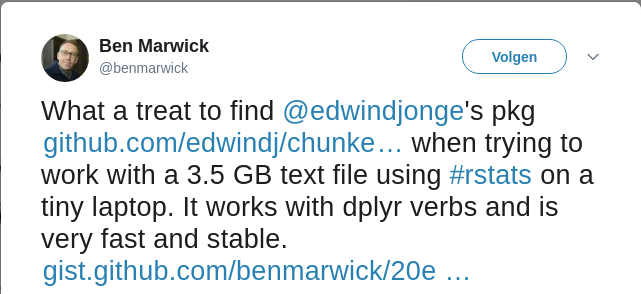 Ben Marwick
@benmarwick
Volgen
What a treat to find @edwindjonge's pkg
github.com/edwindj/chunke… when trying to
work with a 3.5 GB text file using #rstats on a
tiny laptop. It works with dplyr verbs and is
very fast and stable.
gist.github.com/benmarwick/20e …